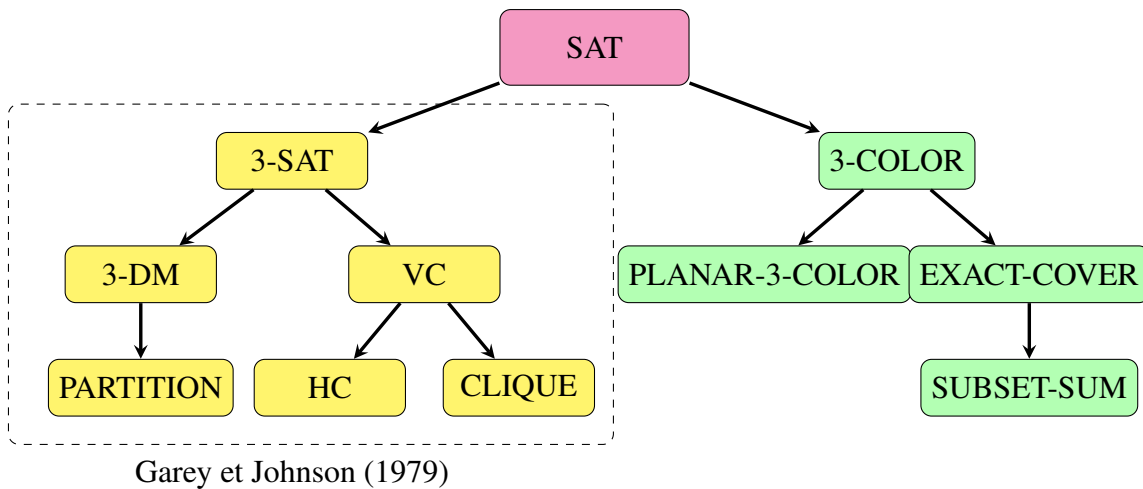 SAT
3-SAT
3-COLOR
3-DM
VC
PLANAR-3-COLOR
EXACT-COVER
PARTITION
HC
CLIQUE
SUBSET-SUM
Garey et Johnson (1979)